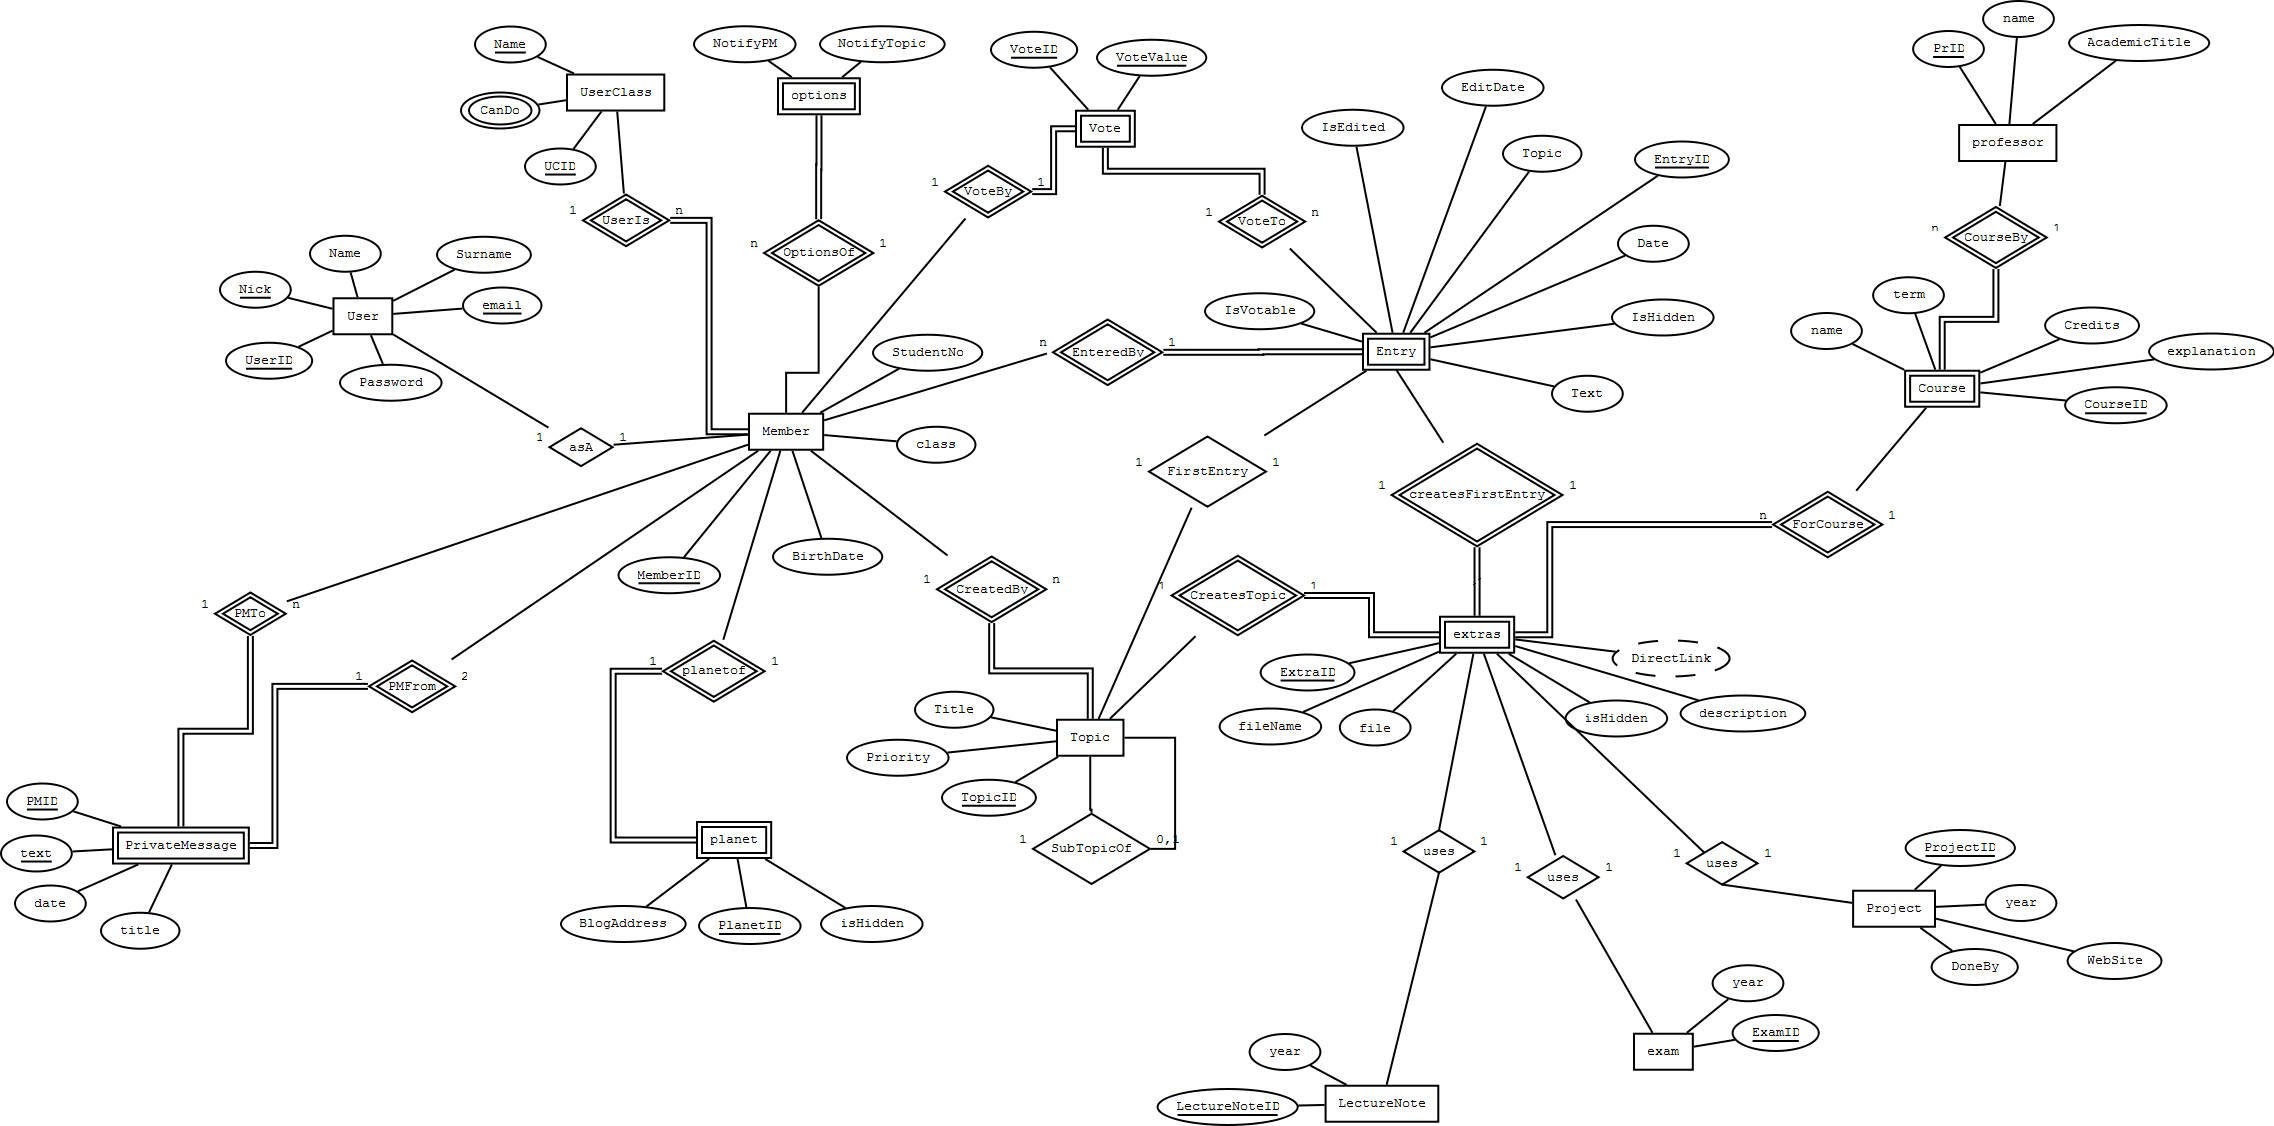 name
PrID
AcademicTitle
Name
NotifyPM
NotifyTopic
VoteID
VoteValue
UserClass
options
EditDate
CanDo
Vote
IsEdited
professor
UCID
Topic
EntryID
1
VoteBy
1
1
UserIs
n
1
VoteTo
n
n
OptionsOf
1
n
CourseBy
1
Name
Surname
Date
Nick
email
term
User
IsVotable
IsHidden
name
Credits
UserID
Password
StudentNo
n
EnteredBy
1
Entry
explanation
Course
Text
CourseID
Member
1
asA
1
class
1
FirstEntry
1
1
createsFirstEntry
1
n
ForCourse
1
BirthDate
MemberID
1
CreatedBy
n
1
CreatesTopic
1
1
PMTo
n
extras
1
planetof
1
1
PMFrom
2
ExtraID
DirectLink
Title
fileName
file
isHidden
description
Priority
Topic
TopicID
PMID
PrivateMessage
text
date
title
planet
1
SubTopicOf
0,1
1
uses
1
1
uses
1
1
uses
1
ProjectID
Project
year
DoneBy
WebSite
BlogAddress
PlanetID
isHidden
year
ExamID
exam
year
LectureNoteID
LectureNote